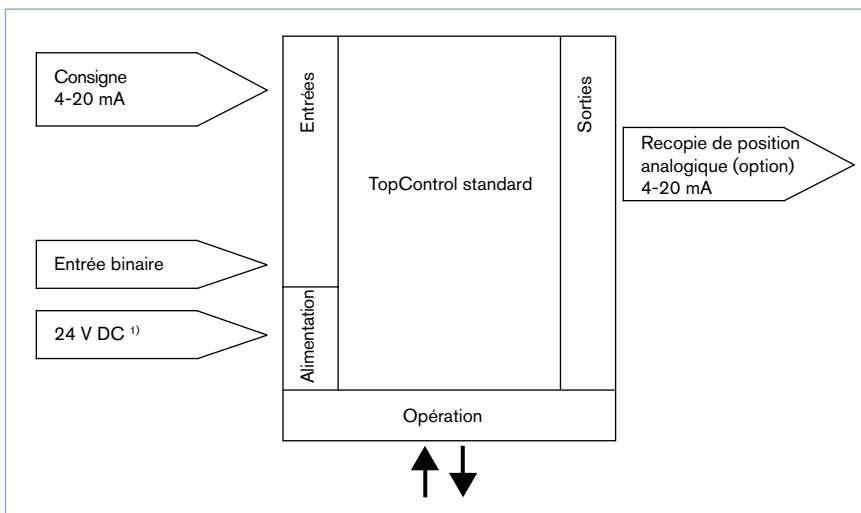 Consigne
4-20 mA
Entrée binaire
24 V DC 1)
Entrées
Alimentation
TopControl standard
Sorties
Opération
Recopie de position
analogique (option)
4-20 mA